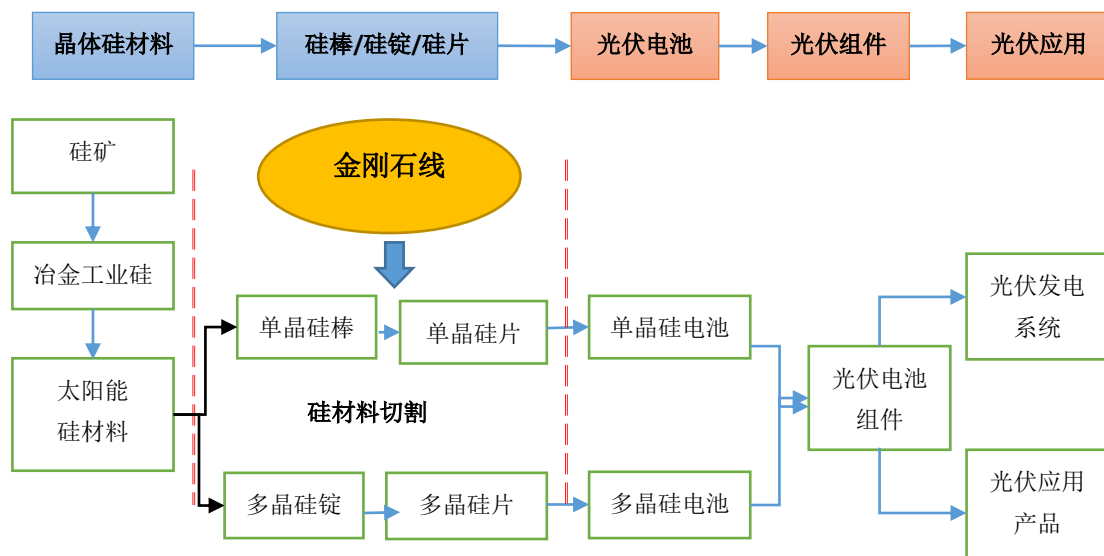 晶体硅材料
硅棒/硅锭/硅片
光伏电池
光伏组件
光伏应用
硅矿
金刚石线
冶金工业硅
光伏发电
系统
单晶硅棒
单晶硅片
单晶硅电池
太阳能
硅材料
硅材料切割
光伏电池
组件
多晶硅锭
多晶硅片
多晶硅电池
光伏应用
产品